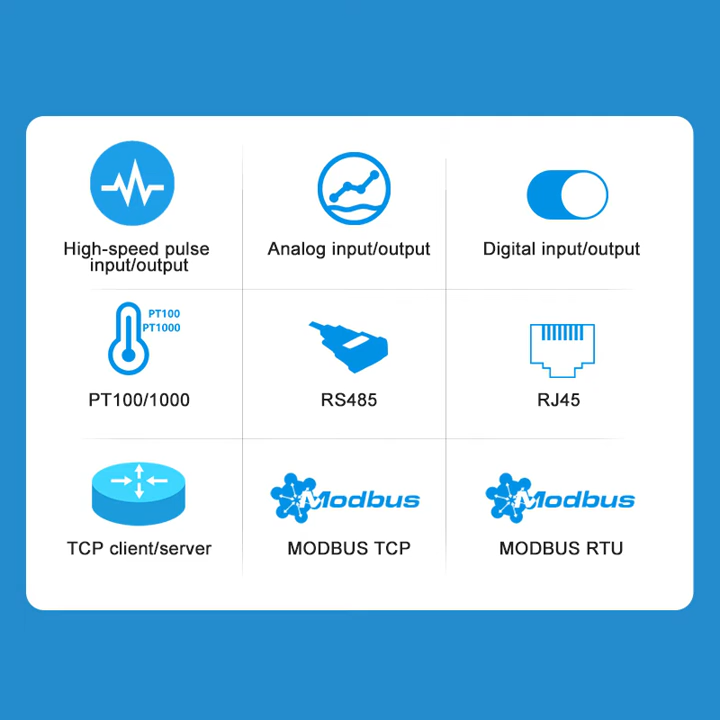 High-speed pulse
input/output
Analog input/output
Digital input/output
PT100
PT1000
PT100/1000
RS485
RJ45
Modbus
Modbus
TCP client/server
MODBUS TCP
MODBUS RTU